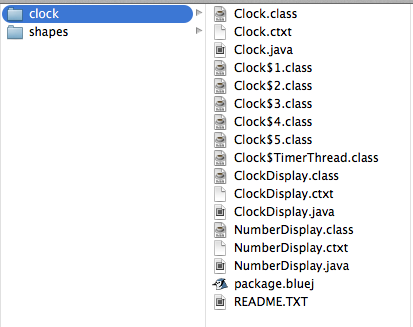 clock
shapes
Clock.class
Clock.ctxt
Clock.java
Clock$1.class
Clock$2.class
Clock$3.class
Clock$4.class
Clock$5.class
Clock$TimerThread.class
ClockDisplay.class
ClockDisplay.ctxt
ClockDisplay.java
NumberDisplay.class
NumberDisplay.ctxt
NumberDisplay.java
package.bluej
README.TXT